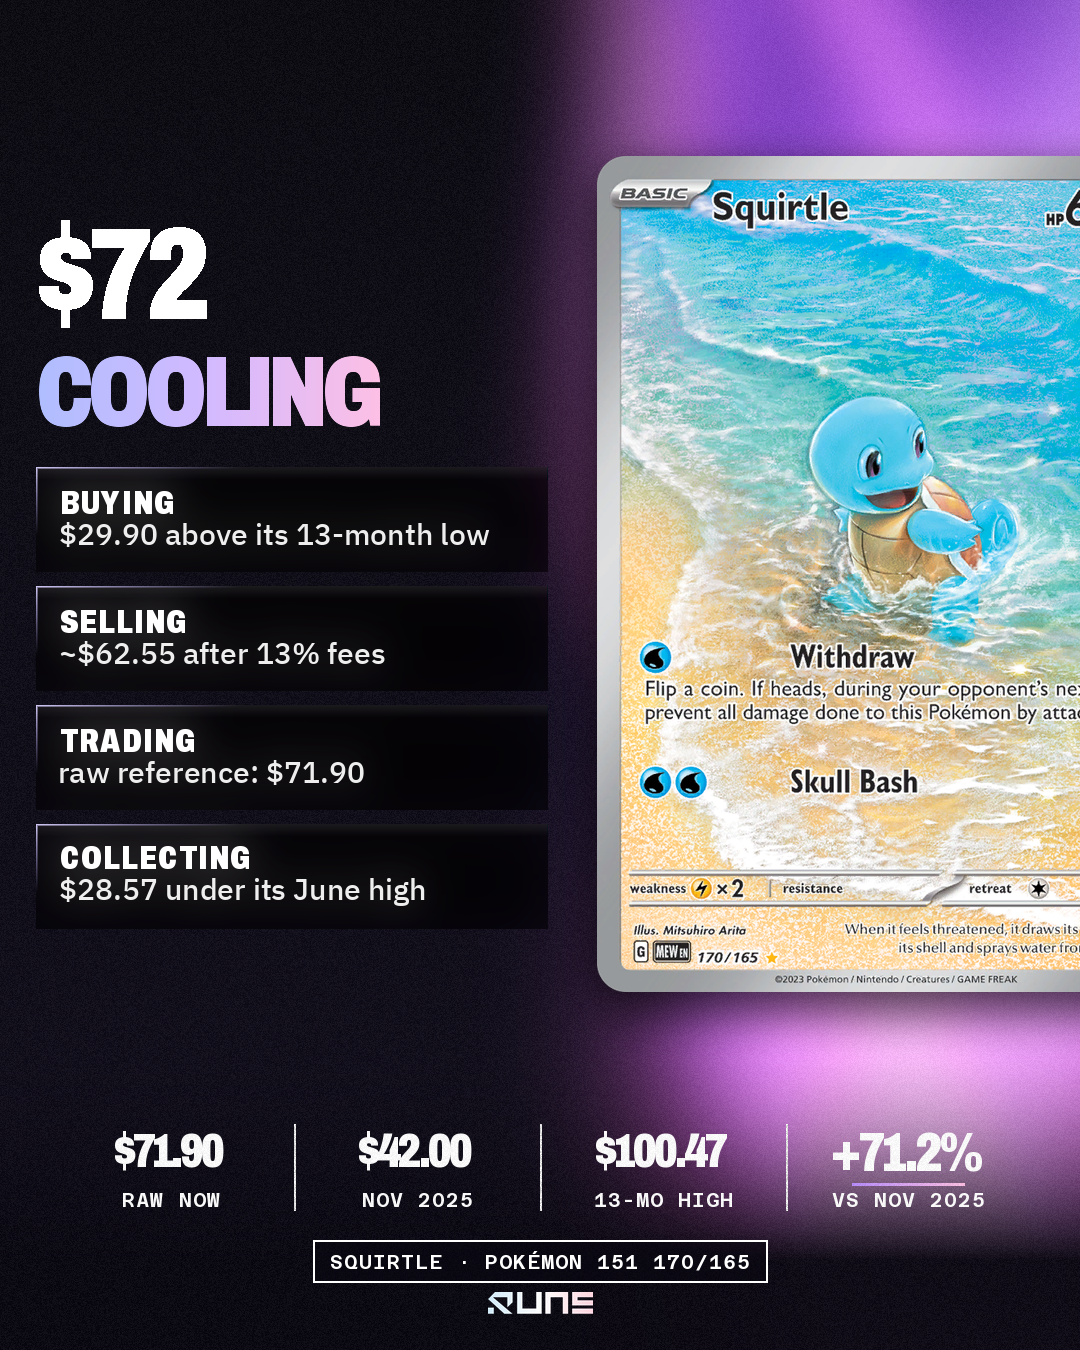 $72
COOLING
BUYING
$29.90 above its 13-month low
SELLING
~$62.55 after 13% fees
TRADING
raw reference: $71.90
COLLECTING
$28.57 under its June high
BASIC
Squirtle
HP 6
Withdraw
Flip a coin. If heads, during your opponent's
prevent all damage done to this Pokémon by
Skull Bash
weakness ×2 resistance retreat
Illus. Mitsuhiro Arita
G MEW EN 170/165
When it feels threatened, it draws its
its shell and sprays water
©2023 Pokémon / Nintendo / Creatures / GAME FREAK
$71.90
RAW NOW
$42.00
NOV 2025
$100.47
13-MO HIGH
+71.2%
VS NOV 2025
SQUIRTLE · POKÉMON 151 170/165
RUNE